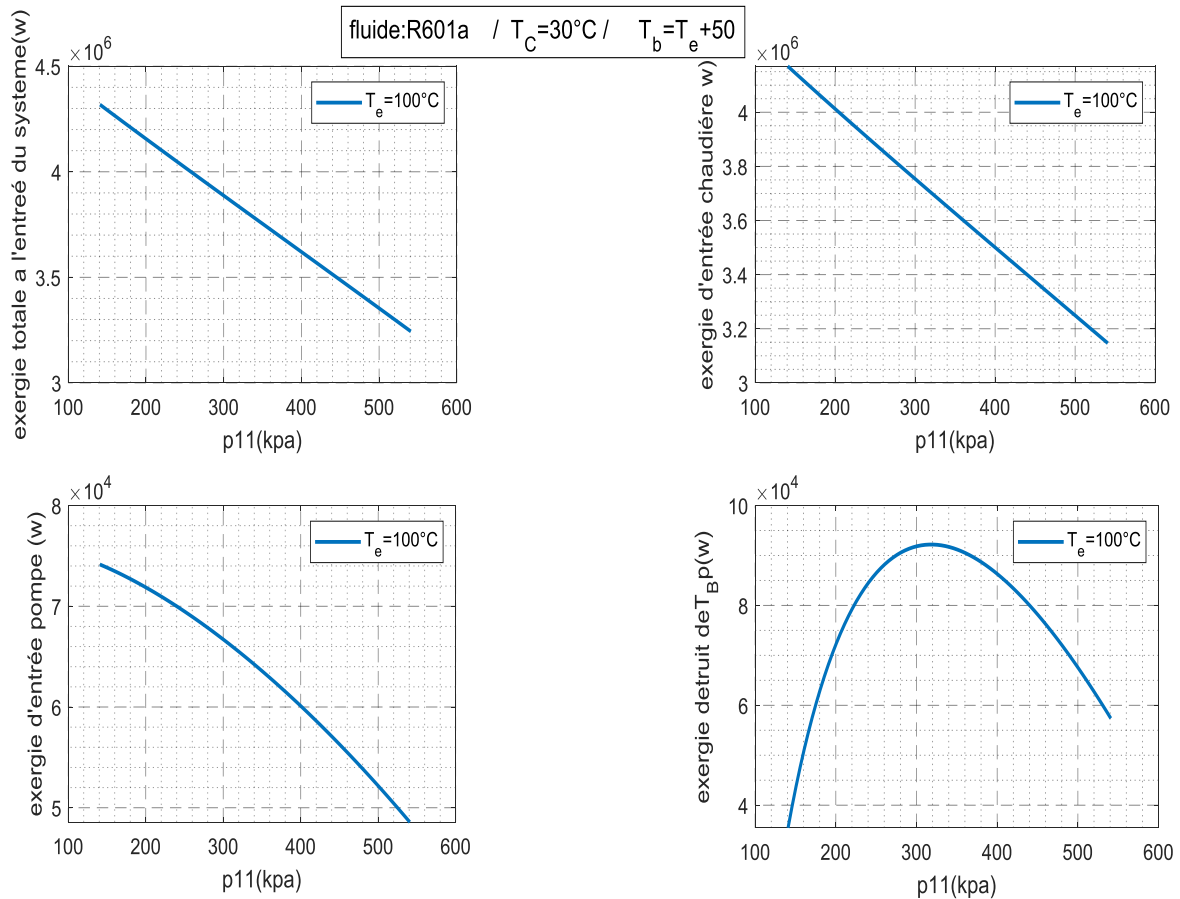 fluide:R601a / T_C=30°C / T_b=T_e+50
×10^6
exergie totale a l'entreé du systeme(w)
4.5
4
3.5
3
T_e=100°C
100 200 300 400 500 600
p11(kpa)
×10^6
exergie d'entrée chaudiére w)
4
3.8
3.6
3.4
3.2
3
T_e=100°C
100 200 300 400 500 600
p11(kpa)
×10^4
exergie d'entrée pompe (w)
8
7
6
5
T_e=100°C
100 200 300 400 500 600
p11(kpa)
×10^4
exergie detruit deT_Bp(w)
10
8
6
4
T_e=100°C
100 200 300 400 500 600
p11(kpa)